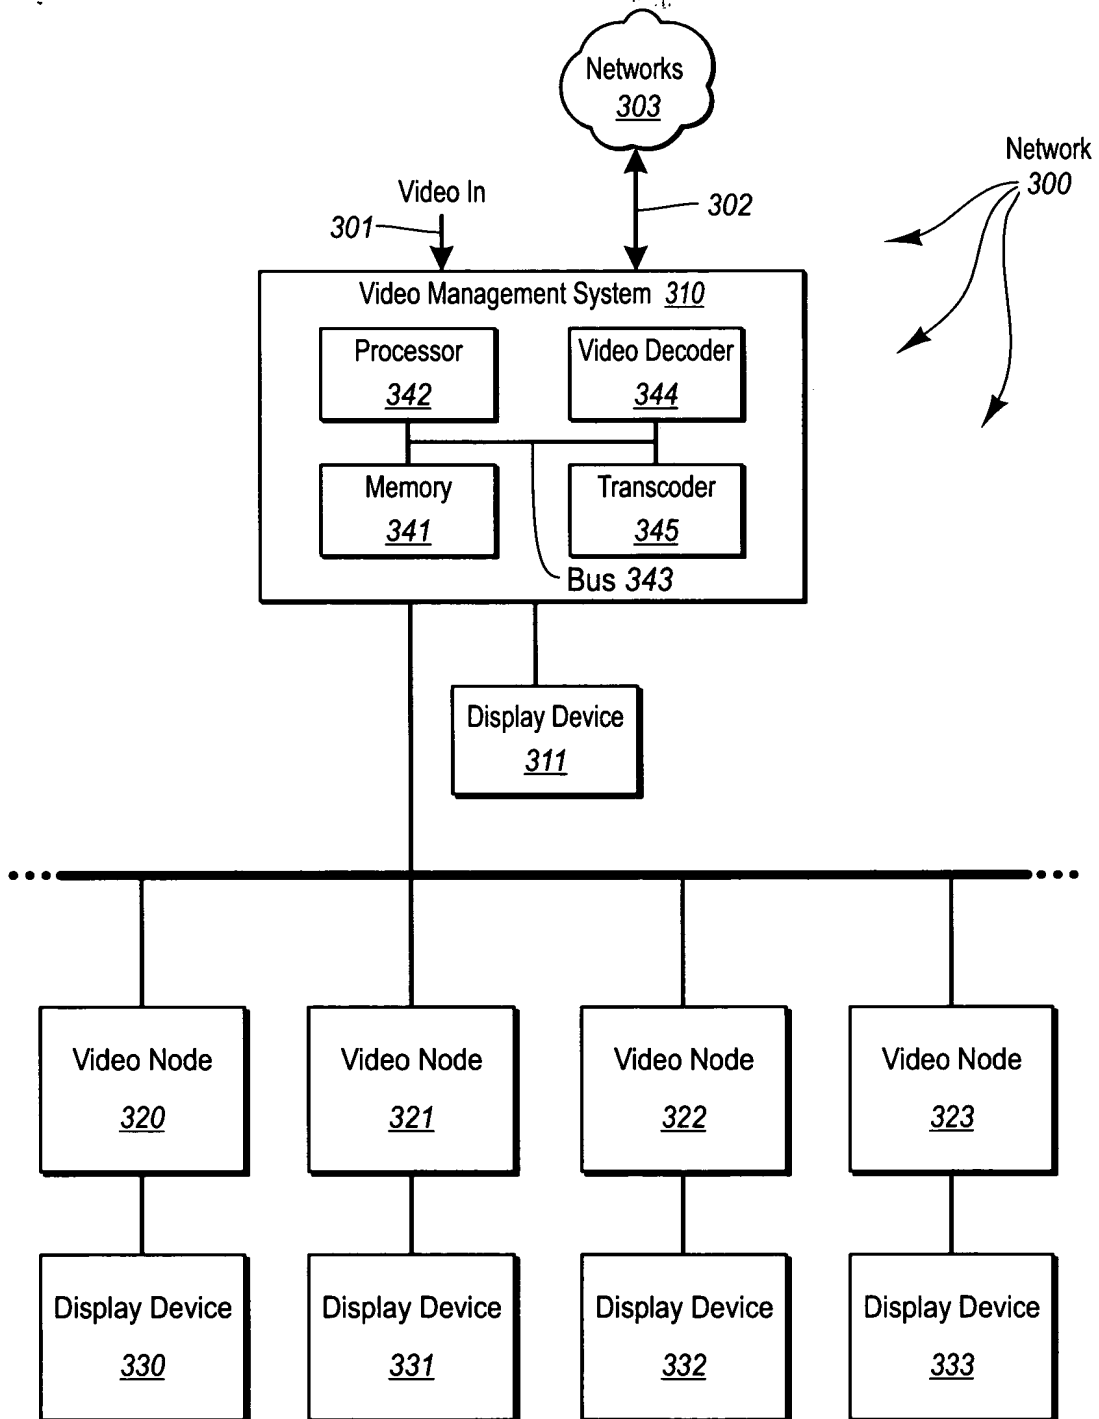 Networks
303
Network
300
Video In
301
302
Video Management System 310
Processor
342
Video Decoder
344
Memory
341
Transcoder
345
Bus 343
Display Device
311
Video Node
320
Video Node
321
Video Node
322
Video Node
323
Display Device
330
Display Device
331
Display Device
332
Display Device
333